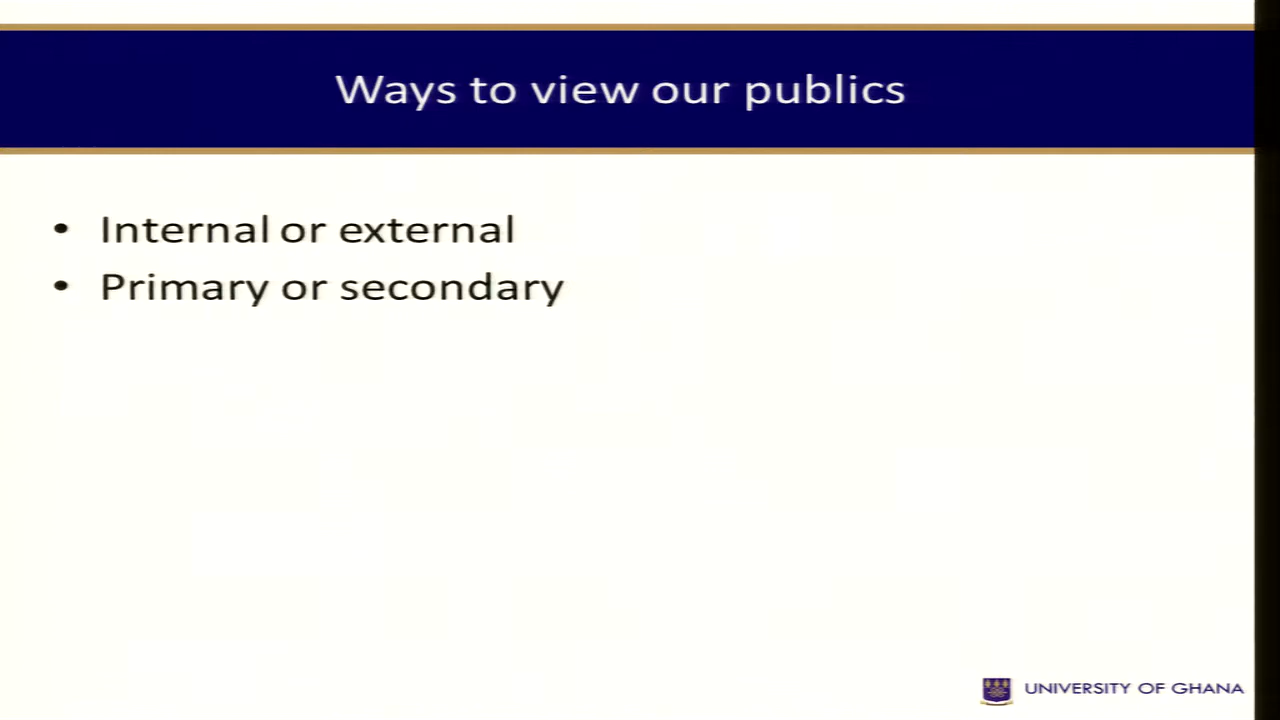 Ways to view our publics
• Internal or external
• Primary or secondary
UNIVERSITY OF GHANA